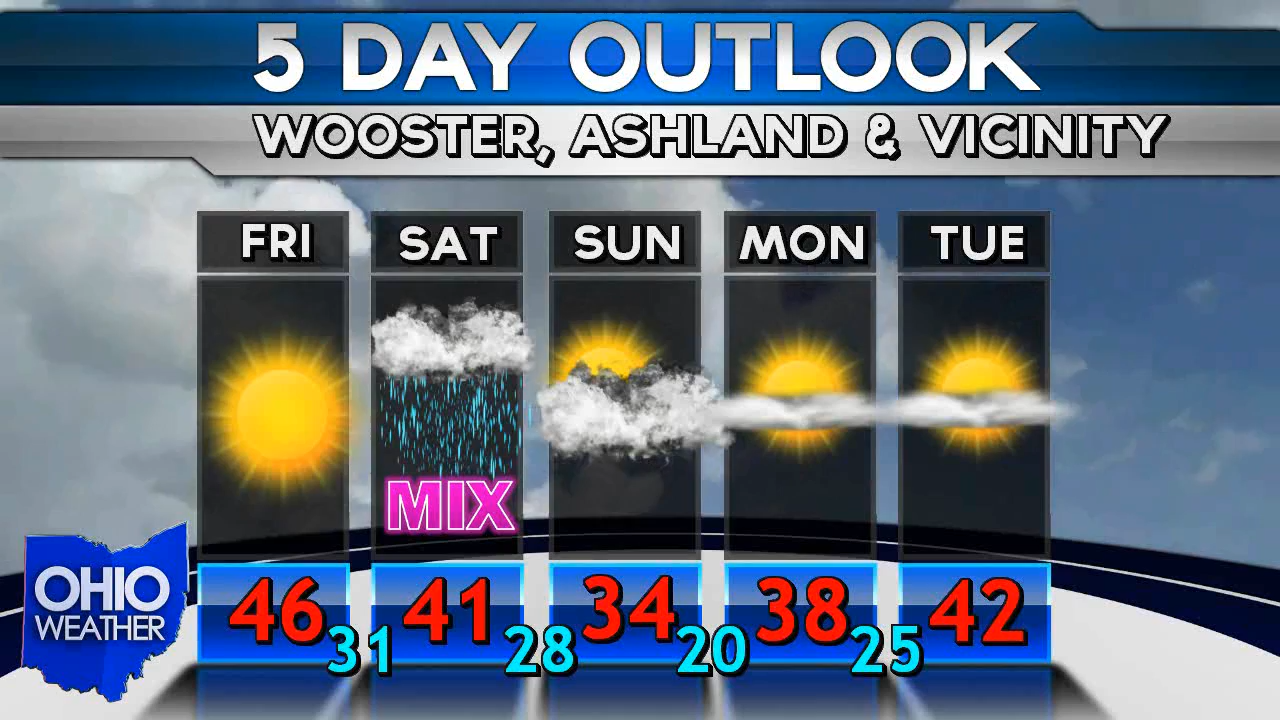 5 DAY OUTLOOK
WOOSTER, ASHLAND & VICINITY
FRI SAT SUN MON TUE
MIX
46 41 34 38 42
31 28 20 25
OHIO
WEATHER